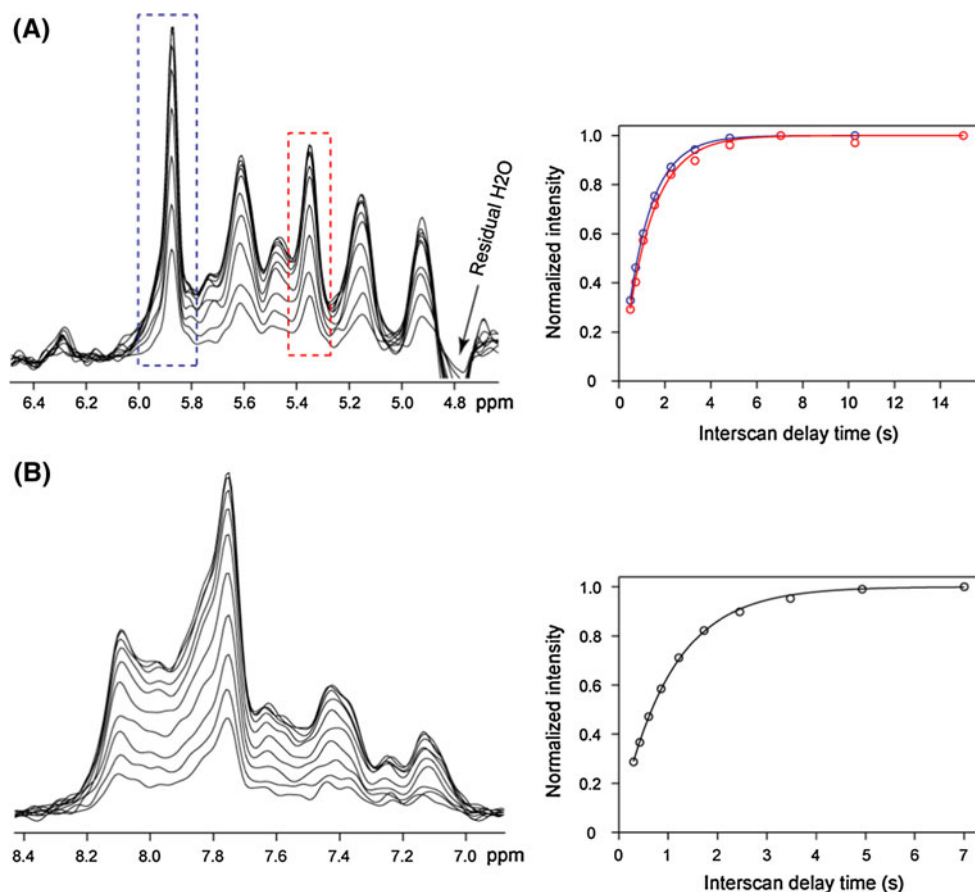 (A)
Residual H2O
6.4 6.2 6.0 5.8 5.6 5.4 5.2 5.0 4.8 ppm
Normalized intensity
1.0
0.8
0.6
0.4
0.2
0
0 2 4 6 8 10 12 14
Interscan delay time (s)
(B)
8.4 8.2 8.0 7.8 7.6 7.4 7.2 7.0 ppm
Normalized intensity
1.0
0.8
0.6
0.4
0.2
0
0 1 2 3 4 5 6 7
Interscan delay time (s)